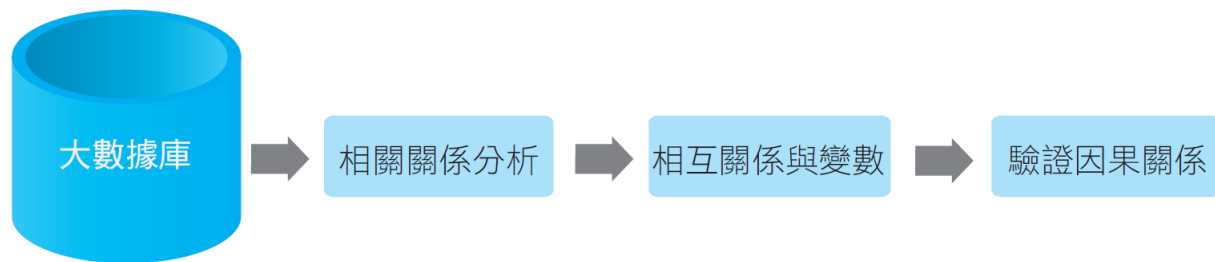 大數據庫
相關關係分析
相互關係與變數
驗證因果關係